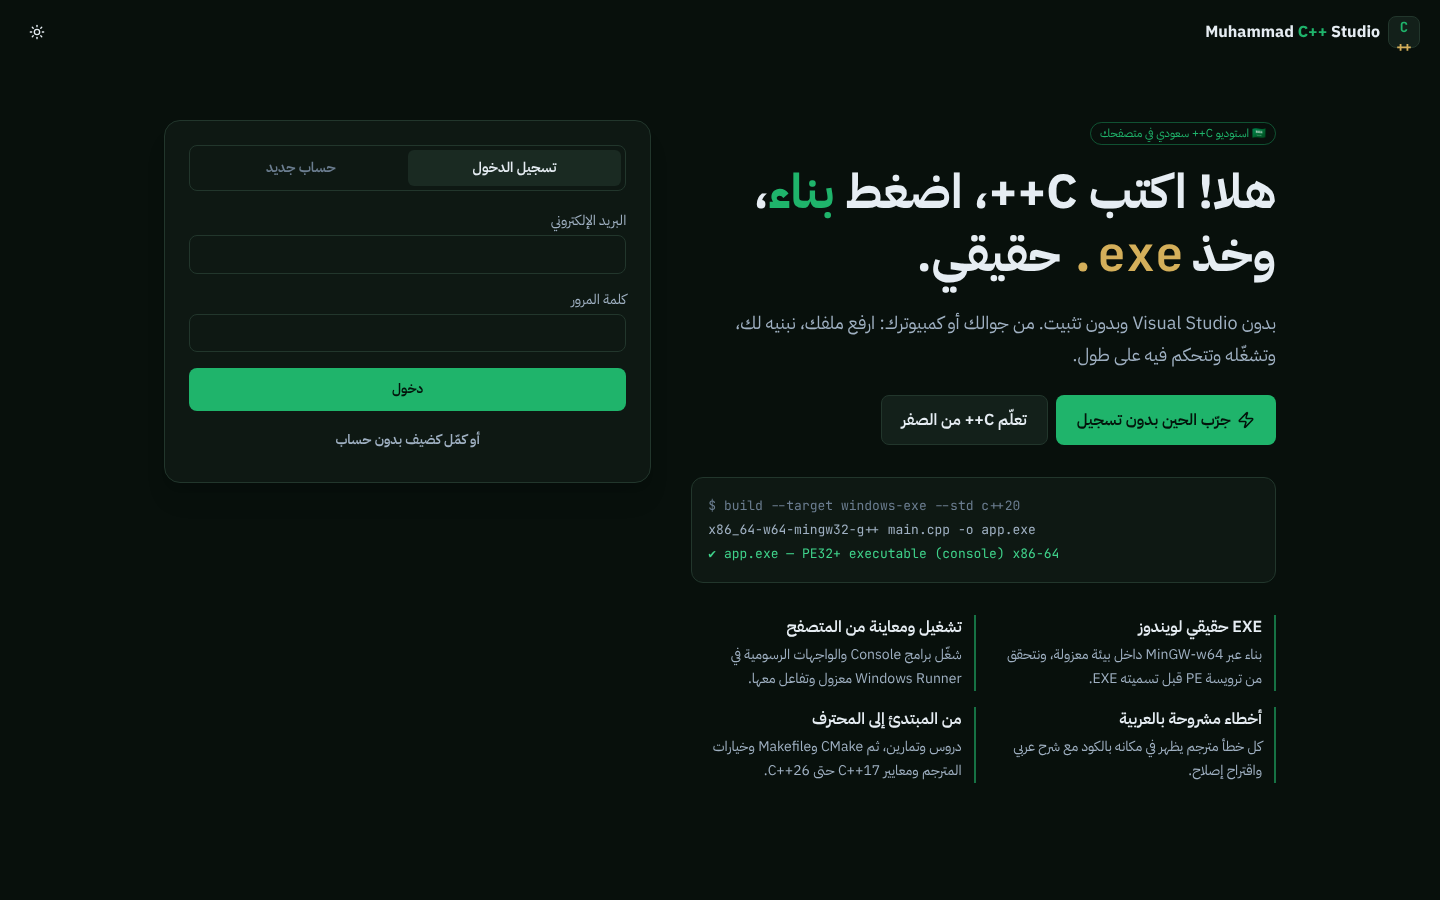 Muhammad C++ Studio
C
++
🇸🇦 استوديو C++ سعودي في متصفحك
هلا! اكتب C++، اضغط بناء،
وخذ .exe حقيقي.
بدون Visual Studio وبدون تثبيت. من جوالك أو كمبيوترك: ارفع ملفك، نبنيه لك،
وتشغّله وتتحكم فيه على طول.
جرّب الحين بدون تسجيل
تعلّم C++ من الصفر
$ build --target windows-exe --std c++20
x86_64-w64-mingw32-g++ main.cpp -o app.exe
✔ app.exe — PE32+ executable (console) x86-64
EXE حقيقي لويندوز
بناء عبر MinGW-w64 داخل بيئة معزولة، ونتحقق
من ترويسة PE قبل تسميته EXE.
تشغيل ومعاينة من المتصفح
شغّل برامج Console والواجهات الرسومية في
Windows Runner معزول وتفاعل معها.
أخطاء مشروحة بالعربية
كل خطأ مترجم يظهر في مكانه بالكود مع شرح عربي
واقتراح إصلاح.
من المبتدئ إلى المحترف
دروس وتمارين، ثم CMake وMakefile وخيارات
المترجم ومعايير C++17 حتى C++26.
تسجيل الدخول
حساب جديد
البريد الإلكتروني
كلمة المرور
دخول
أو كمّل كضيف بدون حساب